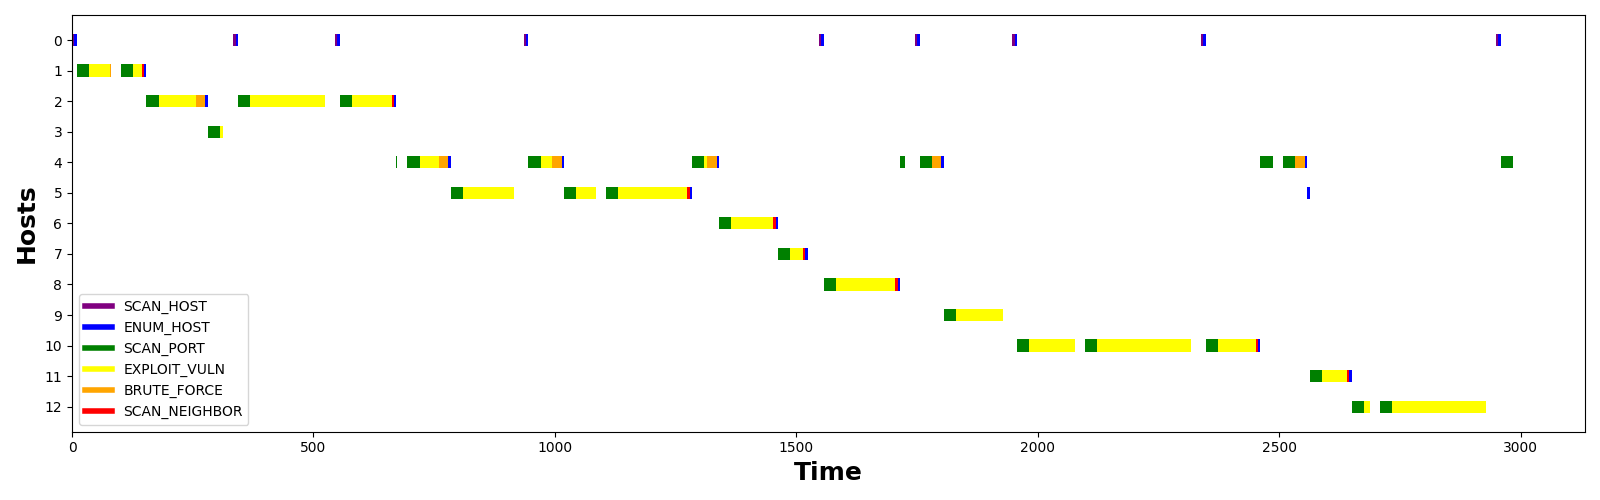 0
1
2
3
4
5
6
7
8
9
10
11
12
Hosts
SCAN_HOST
ENUM_HOST
SCAN_PORT
EXPLOIT_VULN
BRUTE_FORCE
SCAN_NEIGHBOR
0 500 1000 1500 2000 2500 3000
Time